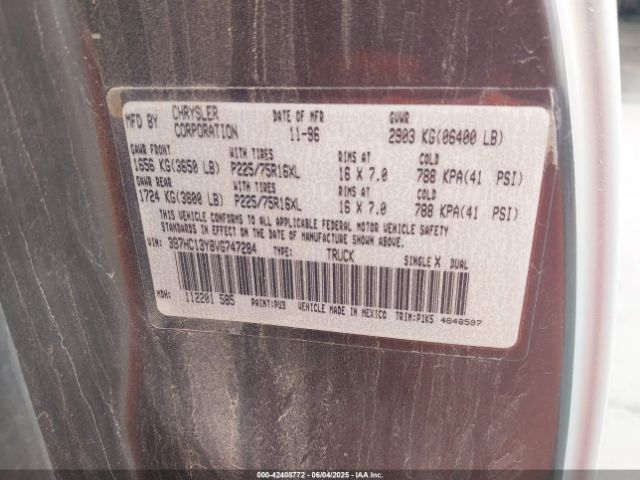 MFD BY CHRYSLER CORPORATION DATE OF MFR 11-96 GVWR 2903 KG(06400 LB)
GAWR FRONT WITH TIRES RIMS AT COLD
1656 KG(3650 LB) P225/75R16XL 16 X 7.0 788 KPA(41 PSI)
GAWR REAR WITH TIRES RIMS AT COLD
1724 KG(3800 LB) P225/75R16XL 16 X 7.0 788 KPA(41 PSI)
THIS VEHICLE CONFORMS TO ALL APPLICABLE FEDERAL MOTOR VEHICLE SAFETY
STANDARDS IN EFFECT ON THE DATE OF MANUFACTURE SHOWN ABOVE.
VIN: 3B7HC13Y8VG747284 TYPE: TRUCK SINGLE X DUAL
MDH: 112201 585 PAINT: VEHICLE MADE IN MEXICO TRIM:PIK5 4648507
00-42408772 — 06/04/2025 — IAA Inc.